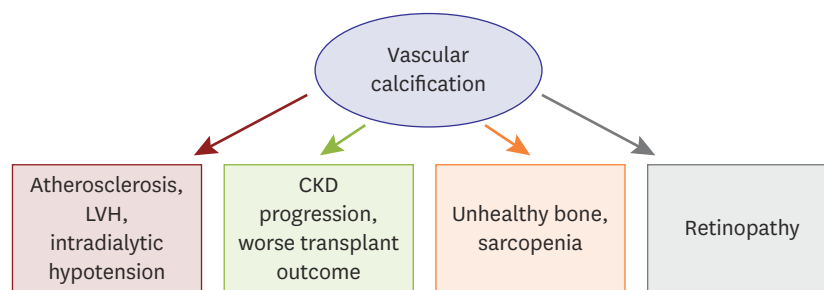 Vascular
calcification
Atherosclerosis,
LVH,
intradialytic
hypotension
CKD
progression,
worse transplant
outcome
Unhealthy bone,
sarcopenia
Retinopathy